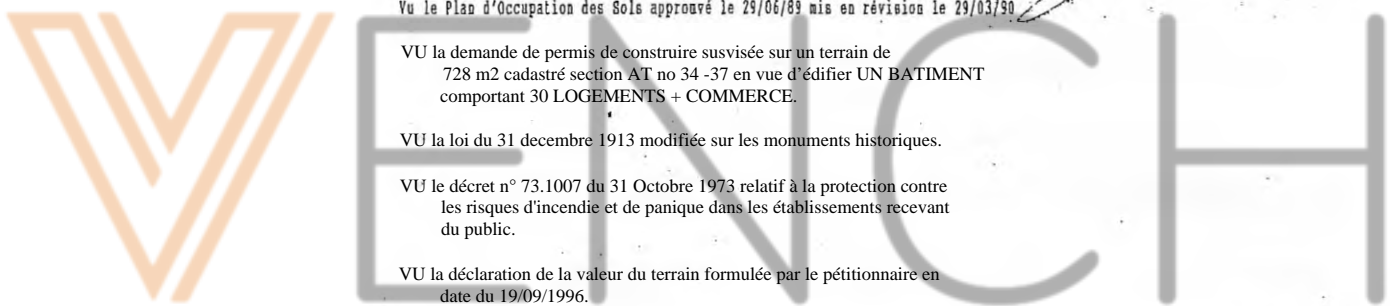 Vu le Plan d'Occupation des Sols approuvé le 29/06/89 mis en révision le 29/03/90
VU la demande de permis de construire susvisée sur un terrain de
728 m2 cadastré section AT no 34 -37 en vue d’édifier UN BATIMENT
comportant 30 LOGEMENTS + COMMERCE.
VU la loi du 31 decembre 1913 modifiée sur les monuments historiques.
VU le décret n° 73.1007 du 31 Octobre 1973 relatif à la protection contre
les risques d'incendie et de panique dans les établissements recevant
du public.
VU la déclaration de la valeur du terrain formulée par le pétitionnaire en
date du 19/09/1996.
VENCH